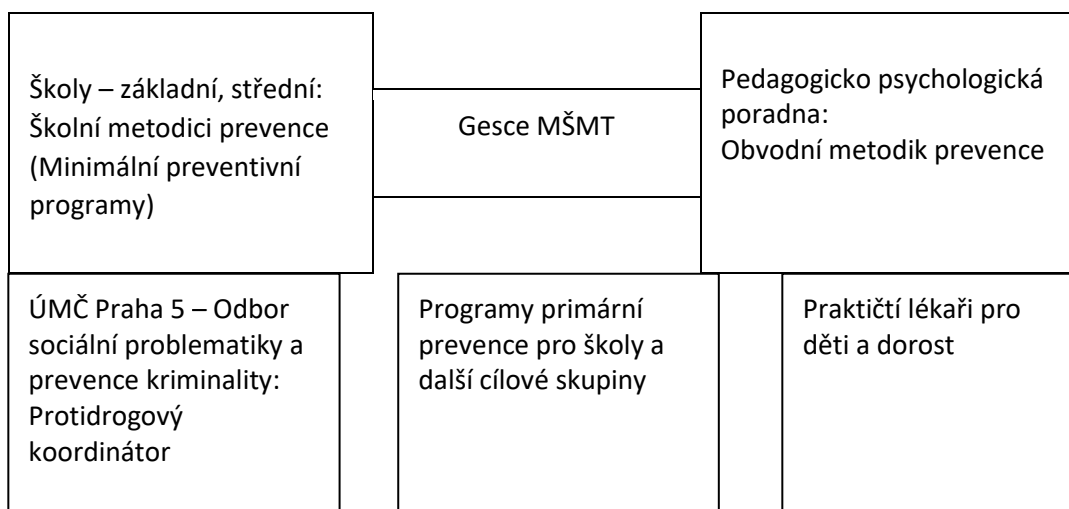 Školy – základní, střední:
Školní metodici prevence
(Minimální preventivní
programy)
Gesce MŠMT
Pedagogicko psychologická
poradna:
Obvodní metodik prevence
ÚMČ Praha 5 – Odbor
sociální problematiky a
prevence kriminality:
Protidrogový
koordinátor
Programy primární
prevence pro školy a
další cílové skupiny
Praktičtí lékaři pro
děti a dorost